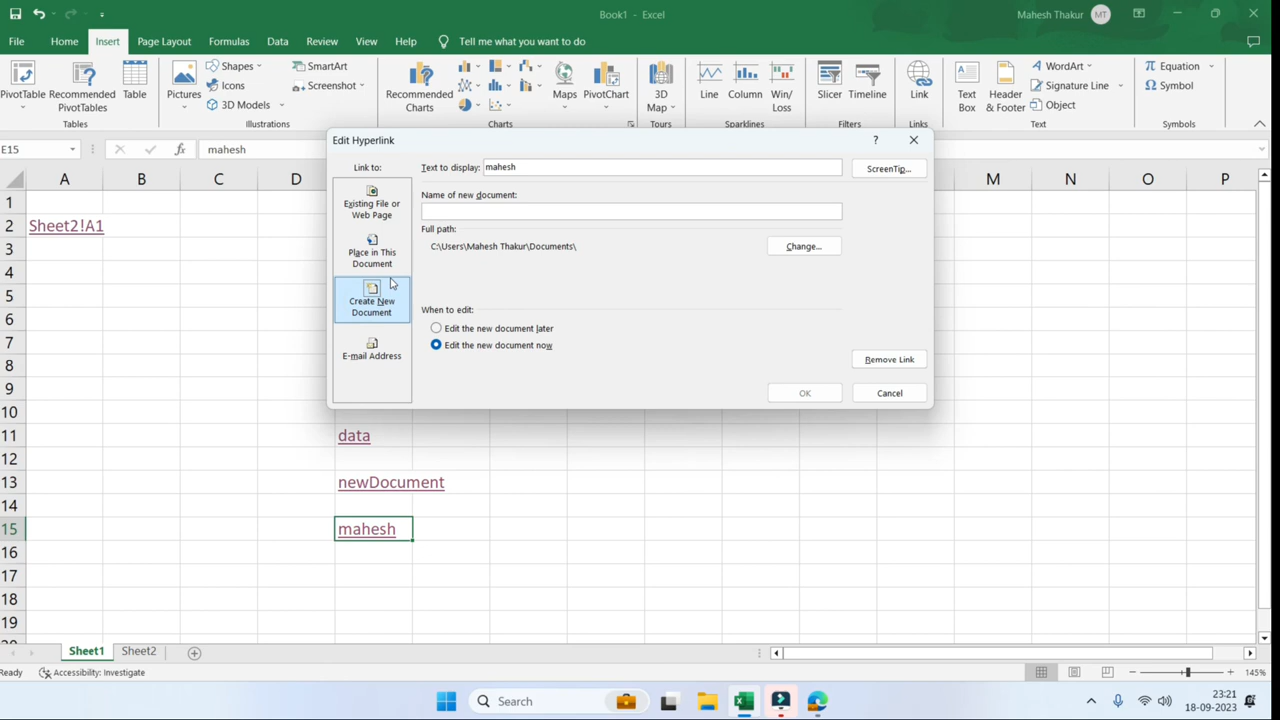 Book1 - Excel
Mahesh Thakur MT
File Home Insert Page Layout Formulas Data Review View Help Tell me what you want to do
PivotTable
Recommended
PivotTables
Table
Tables
Pictures
Shapes
Icons
3D Models
SmartArt
Screenshot
Illustrations
Recommended
Charts
Maps
PivotChart
Charts
3D
Map
Tours
Line
Column
Win/
Loss
Sparklines
Slicer
Timeline
Filters
Link
Links
Text
Box
Header
& Footer
WordArt
Signature Line
Object
Text
Equation
Symbol
Symbols
E15
fx
mahesh
A B C D M N O P
1
2 Sheet2!A1
3
4
5
6
7
8
9
10
11 data
12
13 newDocument
14
15 mahesh
16
17
18
19
Edit Hyperlink
?
Link to:
Text to display: mahesh
ScreenTip...
Existing File or
Web Page
Place in This
Document
Create New
Document
E-mail Address
Name of new document:
Full path:
C:\Users\Mahesh Thakur\Documents\
Change...
When to edit:
Edit the new document later
Edit the new document now
Remove Link
OK
Cancel
Sheet1 Sheet2
Ready
Accessibility: Investigate
145%
Search
23:21
18-09-2023